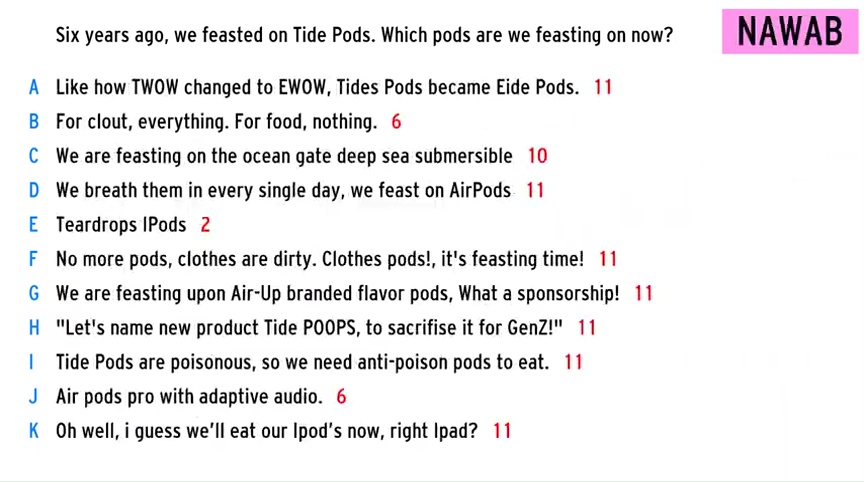 Six years ago, we feasted on Tide Pods. Which pods are we feasting on now?
NAWAB
A Like how TWOW changed to EWOW, Tides Pods became Eide Pods. 11
B For clout, everything. For food, nothing. 6
C We are feasting on the ocean gate deep sea submersible 10
D We breath them in every single day, we feast on AirPods 11
E Teardrops IPods 2
F No more pods, clothes are dirty. Clothes pods!, it's feasting time! 11
G We are feasting upon Air-Up branded flavor pods, What a sponsorship! 11
H "Let's name new product Tide POOPS, to sacrifise it for GenZ!" 11
I Tide Pods are poisonous, so we need anti-poison pods to eat. 11
J Air pods pro with adaptive audio. 6
K Oh well, i guess we'll eat our Ipod's now, right Ipad? 11